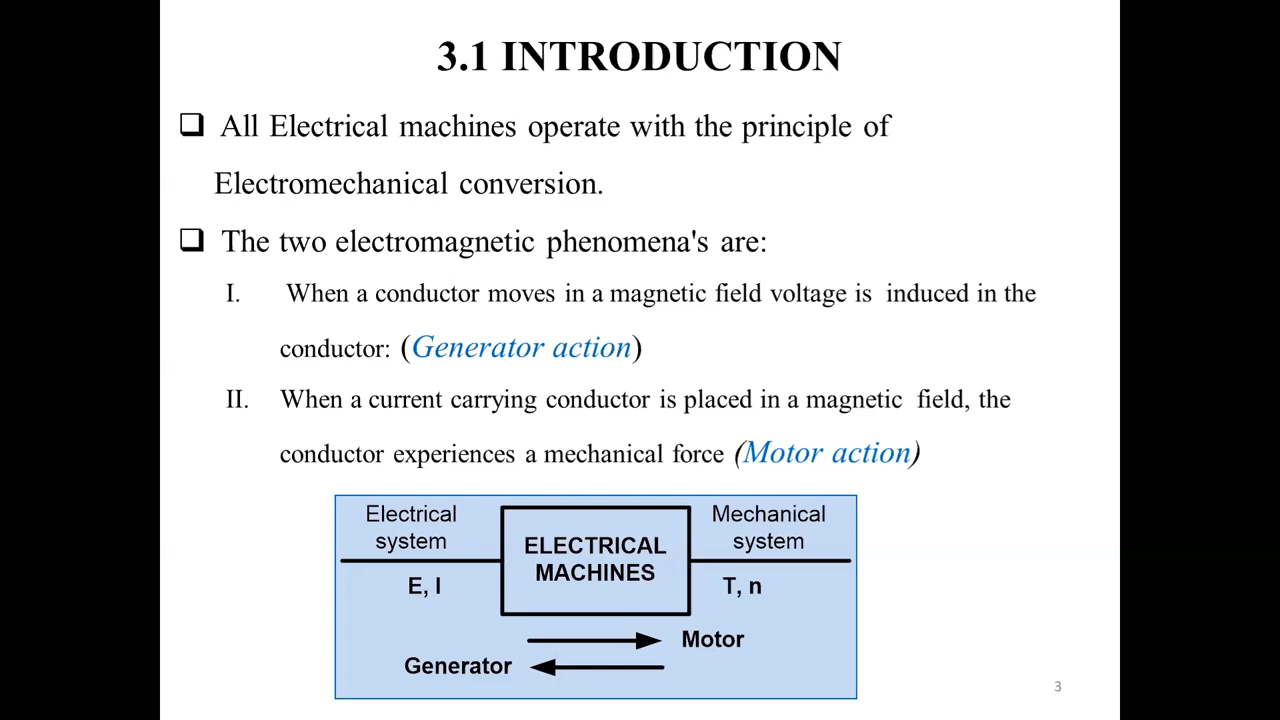 3.1 INTRODUCTION
❑ All Electrical machines operate with the principle of
Electromechanical conversion.
❑ The two electromagnetic phenomena's are:
I. When a conductor moves in a magnetic field voltage is induced in the
conductor: (Generator action)
II. When a current carrying conductor is placed in a magnetic field, the
conductor experiences a mechanical force (Motor action)
Electrical
system
E, I
ELECTRICAL
MACHINES
Mechanical
system
T, n
Motor
Generator
3